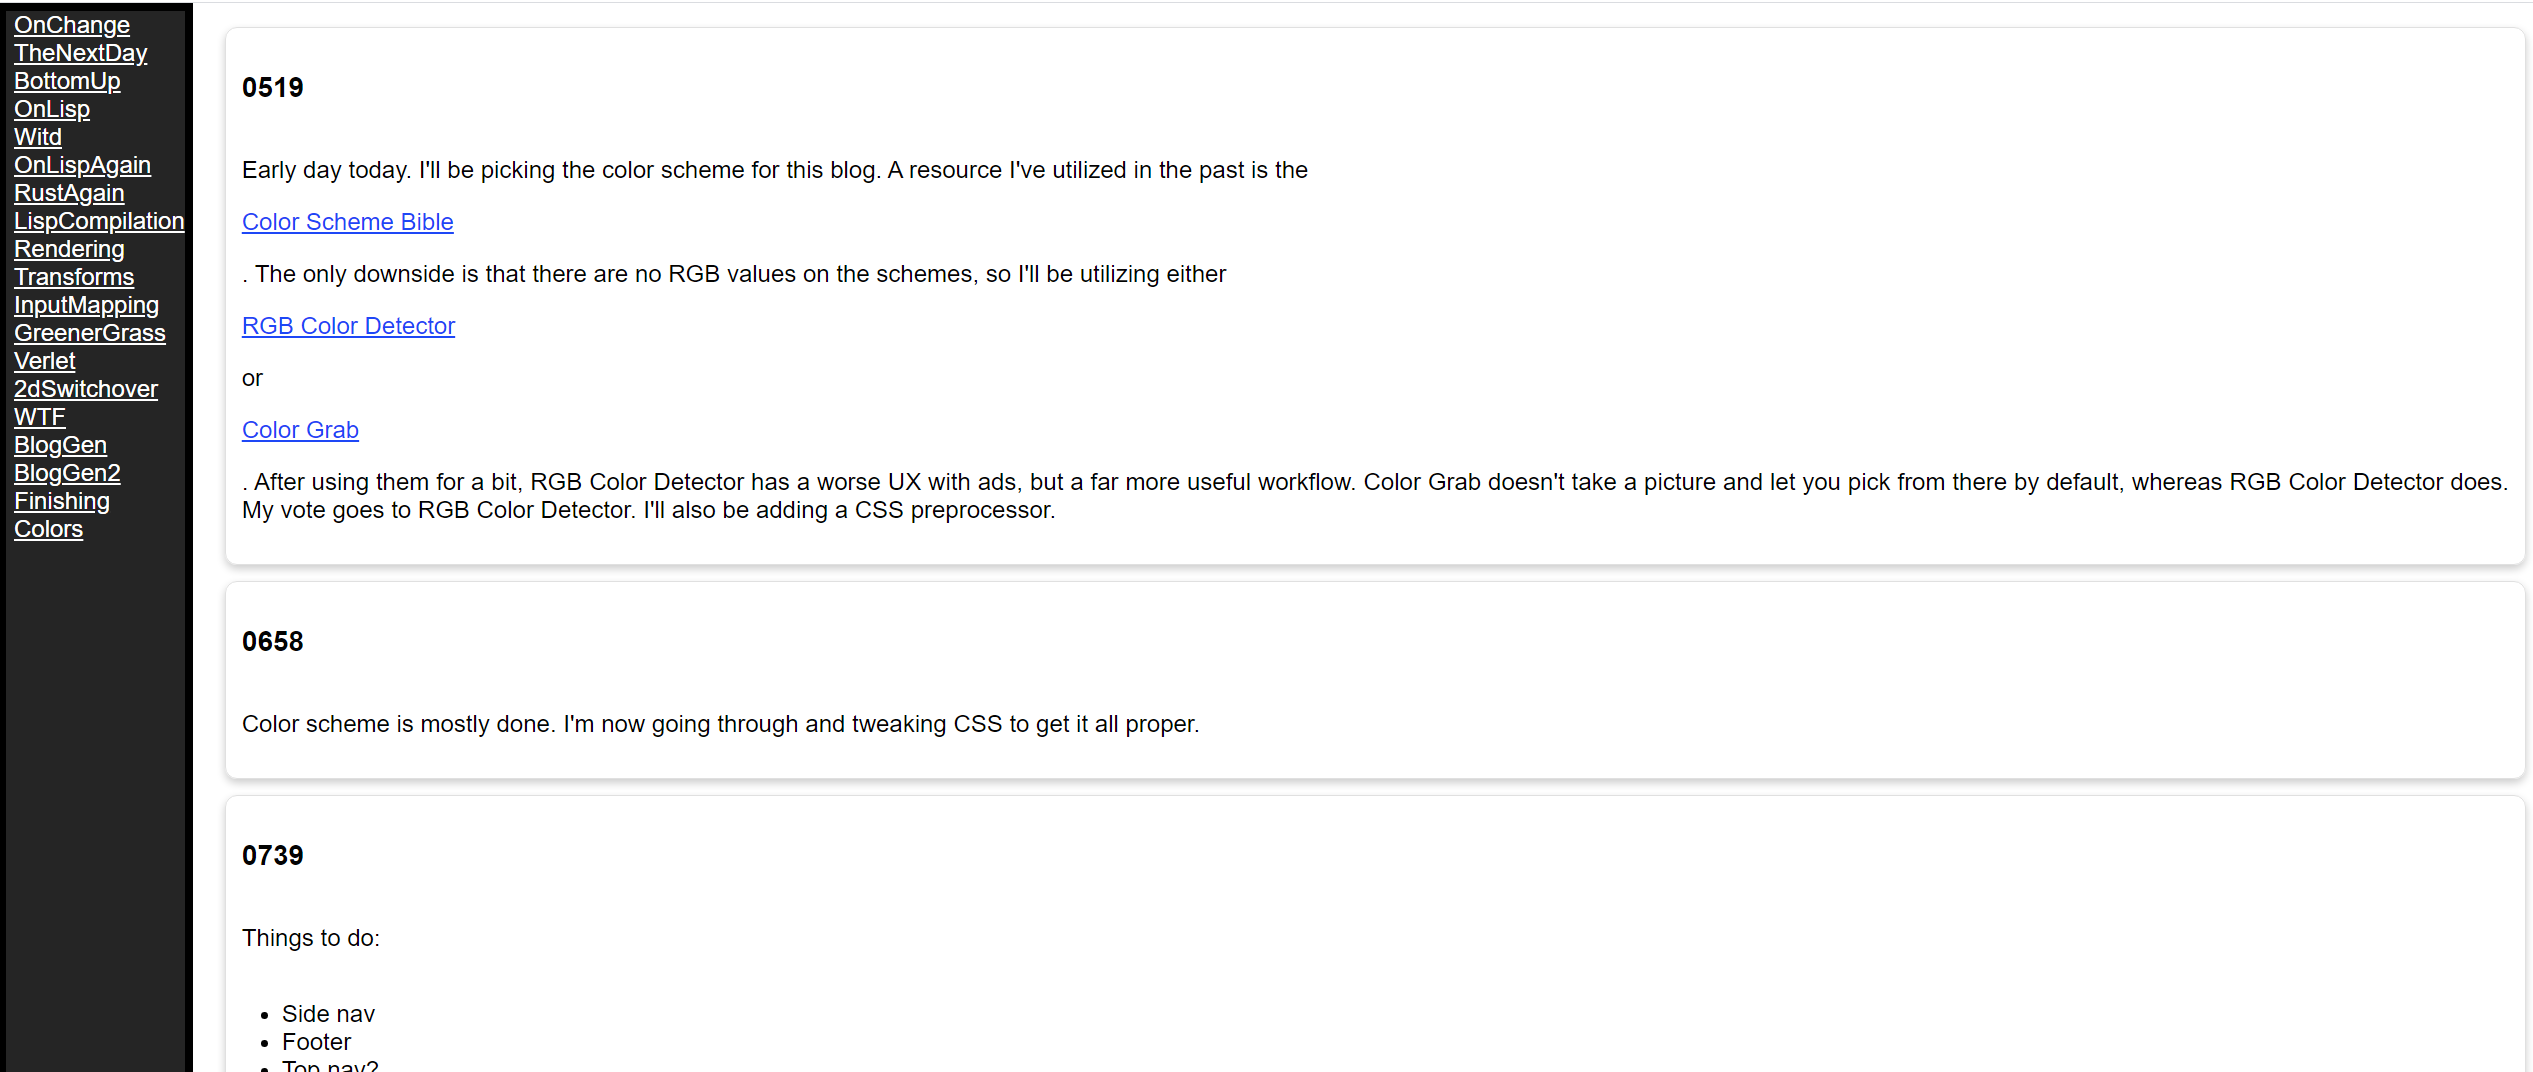 OnChange
TheNextDay
BottomUp
OnLisp
Witd
OnLispAgain
RustAgain
LispCompilation
Rendering
Transforms
InputMapping
GreenerGrass
Verlet
2dSwitchover
WTF
BlogGen
BlogGen2
Finishing
Colors
0519
Early day today. I'll be picking the color scheme for this blog. A resource I've utilized in the past is the
Color Scheme Bible
. The only downside is that there are no RGB values on the schemes, so I'll be utilizing either
RGB Color Detector
or
Color Grab
. After using them for a bit, RGB Color Detector has a worse UX with ads, but a far more useful workflow. Color Grab doesn't take a picture and let you pick from there by default, whereas RGB Color Detector does.
My vote goes to RGB Color Detector. I'll also be adding a CSS preprocessor.
0658
Color scheme is mostly done. I'm now going through and tweaking CSS to get it all proper.
0739
Things to do:
• Side nav
• Footer
• Top nav?